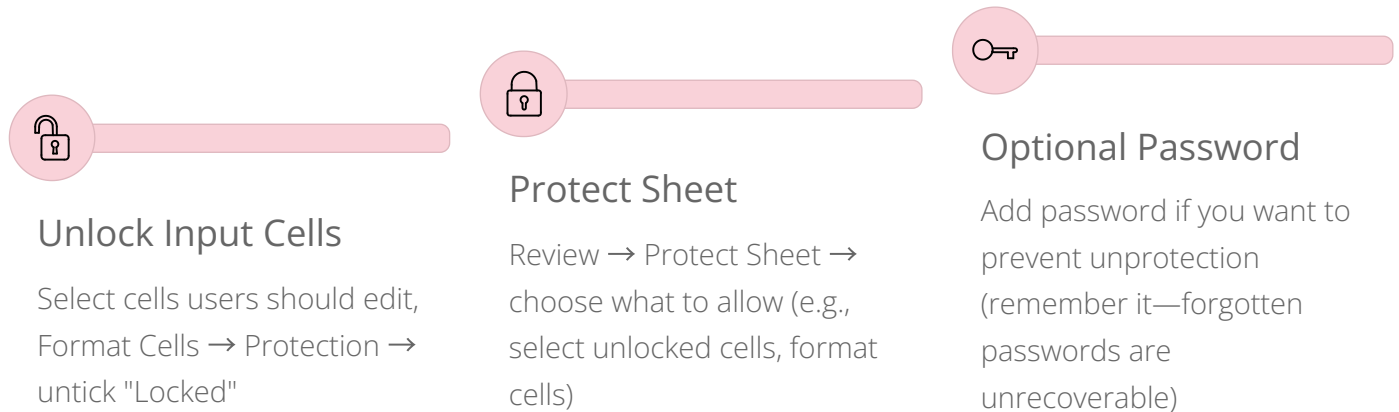 Unlock Input Cells
Select cells users should edit,
Format Cells → Protection →
untick "Locked"
Protect Sheet
Review → Protect Sheet →
choose what to allow (e.g.,
select unlocked cells, format
cells)
Optional Password
Add password if you want to
prevent unprotection
(remember it—forgotten
passwords are
unrecoverable)